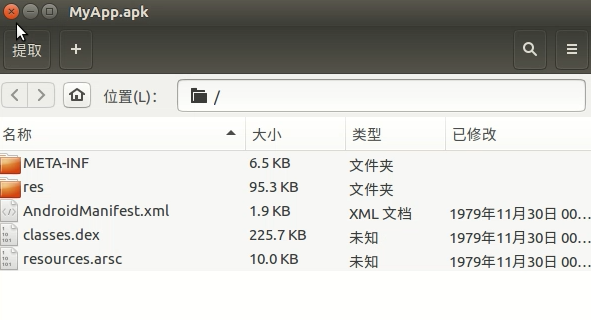 MyApp.apk
提取 +
位置(L)： /
名称 大小 类型 已修改
META-INF 6.5 KB 文件夹
res 95.3 KB 文件夹
AndroidManifest.xml 1.9 KB XML 文档 1979年11月30日 00...
classes.dex 225.7 KB 未知 1979年11月30日 00...
resources.arsc 10.0 KB 未知 1979年11月30日 00...